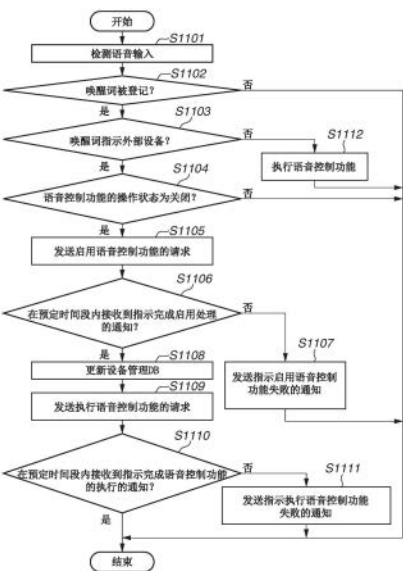 开始
S1101
检测语音输入
S1102
唤醒词被登记？
否
是
S1103
唤醒词指示外部设备？
否
S1112
执行语音控制功能
是
S1104
语音控制功能的操作状态为关闭？
否
是
S1105
发送启用语音控制功能的请求
S1106
在预定时间段内接收到指示完成启用处理
的通知？
否
是
S1107
发送指示启用语音控制
功能失败的通知
S1108
更新设备管理DB
S1109
发送执行语音控制功能的请求
S1110
在预定时间段内接收到指示完成语音控制功能
的执行的通知？
否
S1111
发送指示执行语音控制功能
失败的通知
是
结束